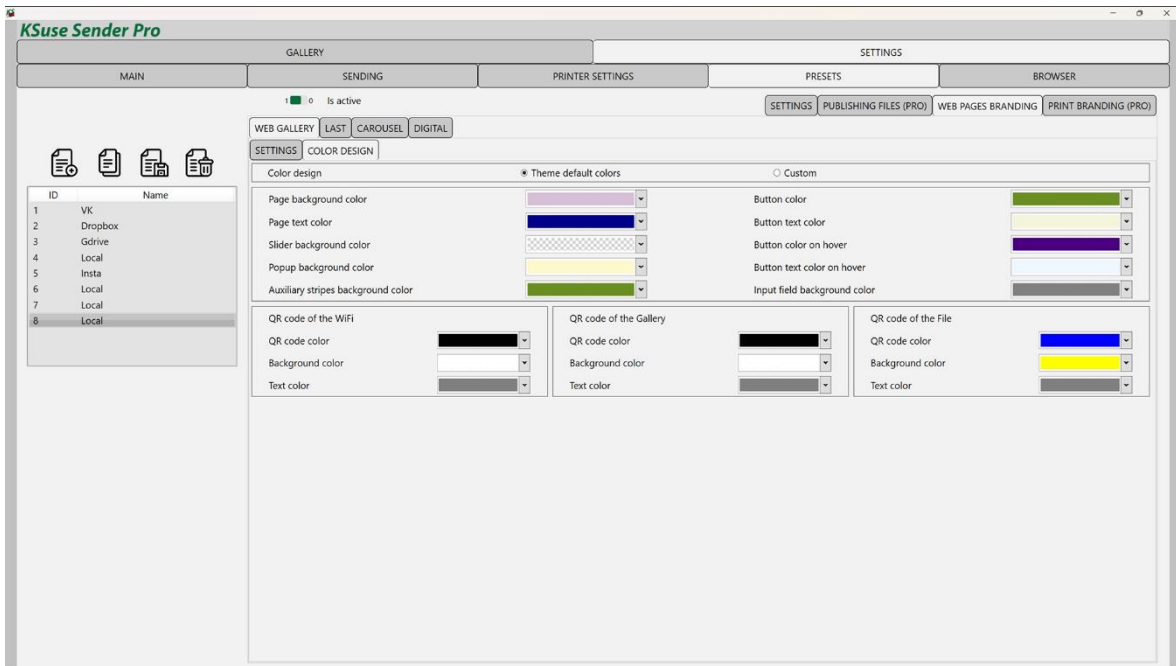 KSuse Sender Pro
GALLERY SETTINGS
MAIN SENDING PRINTER SETTINGS PRESETS BROWSER
1 0 Is active
SETTINGS PUBLISHING FILES (PRO) WEB PAGES BRANDING PRINT BRANDING (PRO)
WEB GALLERY LAST CAROUSEL DIGITAL
SETTINGS COLOR DESIGN
Color design Theme default colors Custom
ID Name
1 VK
2 Dropbox
3 Gdrive
4 Local
5 Insta
6 Local
7 Local
8 Local
Page background color Button color
Page text color Button text color
Slider background color Button color on hover
Popup background color Button text color on hover
Auxiliary stripes background color Input field background color
QR code of the WiFi QR code of the Gallery QR code of the File
QR code color QR code color QR code color
Background color Background color Background color
Text color Text color Text color